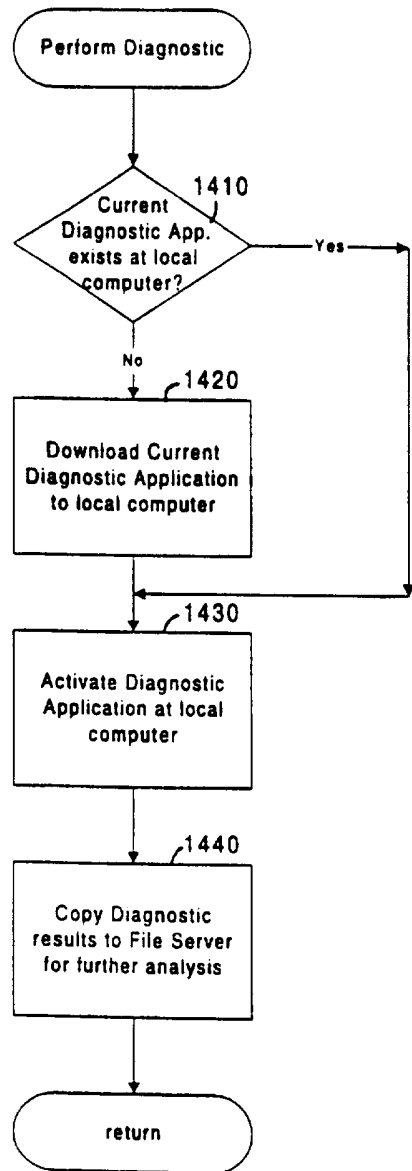 Perform Diagnostic
1410
Current
Diagnostic App.
exists at local
computer?
Yes
No
1420
Download Current
Diagnostic Application
to local computer
1430
Activate Diagnostic
Application at local
computer
1440
Copy Diagnostic
results to File Server
for further analysis
return